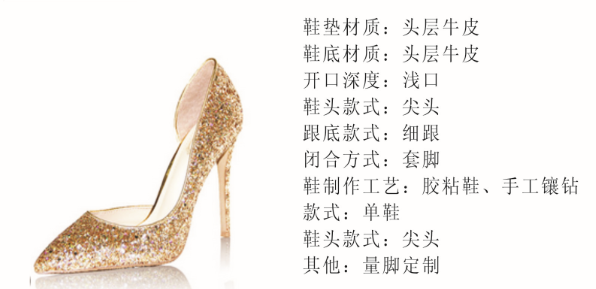 鞋垫材质：头层牛皮
鞋底材质：头层牛皮
开口深度：浅口
鞋头款式：尖头
跟底款式：细跟
闭合方式：套脚
鞋制作工艺：胶粘鞋、手工镶钻
款式：单鞋
鞋头款式：尖头
其他：量脚定制